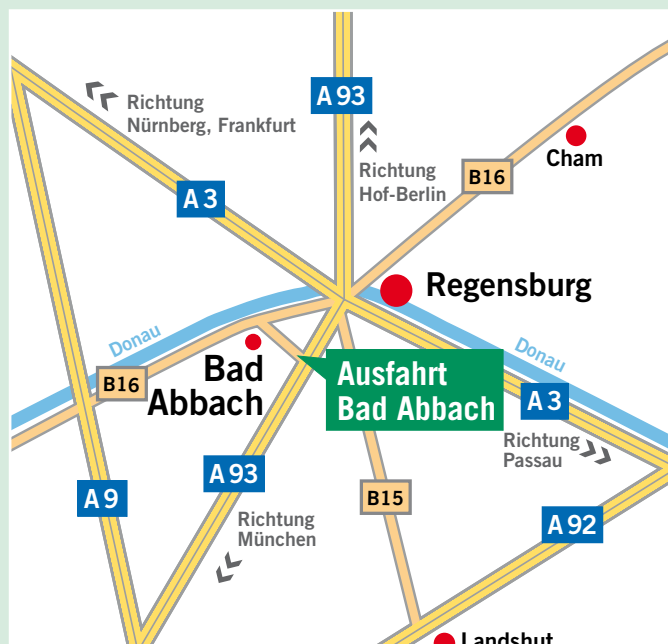 A 93
Richtung
Nürnberg, Frankfurt
Richtung
Hof-Berlin
Cham
B16
A 3
Regensburg
Donau
Donau
Bad
Abbach
B16
Ausfahrt
Bad Abbach
A 3
Richtung
Passau
A 9
A 93
B15
Richtung
München
A 92
Landshut